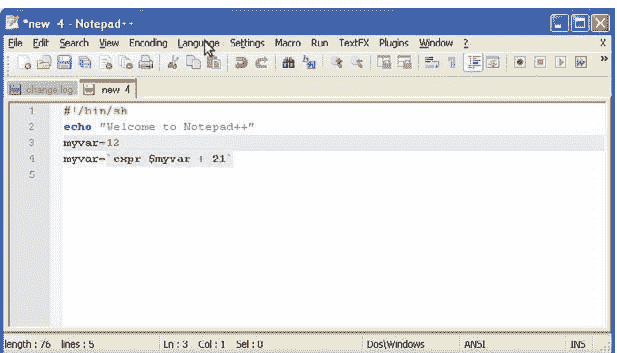 *new 4 - Notepad++
File Edit Search View Encoding Language Settings Macro Run TextFX Plugins Window ? X
change log new 4
1 #!/bin/sh
2 echo "Welcome to Notepad++"
3 myvar=12
4 myvar=`expr $myvar + 21`
5
length : 76 lines : 5 Ln : 3 Col : 1 Sel : 0 Dos\Windows ANSI INS